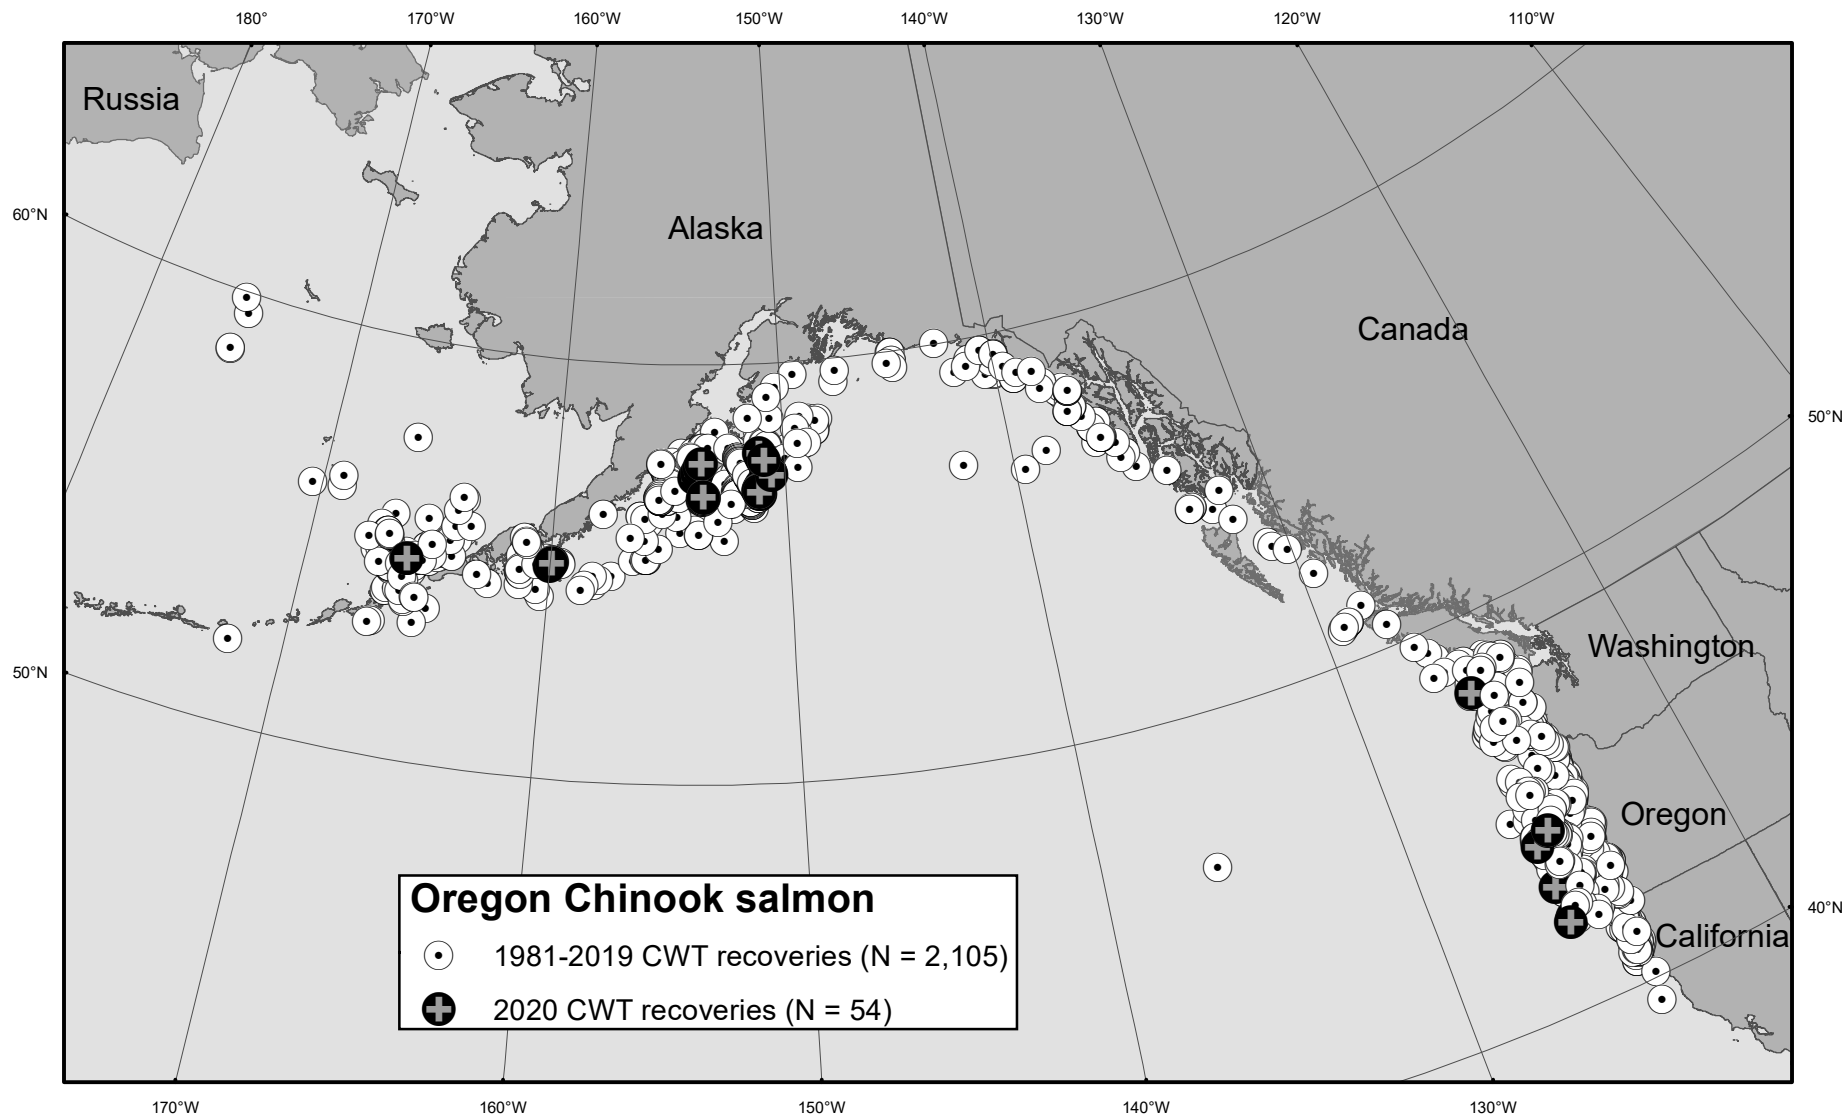 180°
170°W
160°W
150°W
140°W
130°W
120°W
110°W
Russia
60°N
Alaska
Canada
50°N
Washington
50°N
Oregon
Oregon Chinook salmon
40°N
California
1981-2019 CWT recoveries (N = 2,105)
2020 CWT recoveries (N = 54)
170°W
160°W
150°W
140°W
130°W